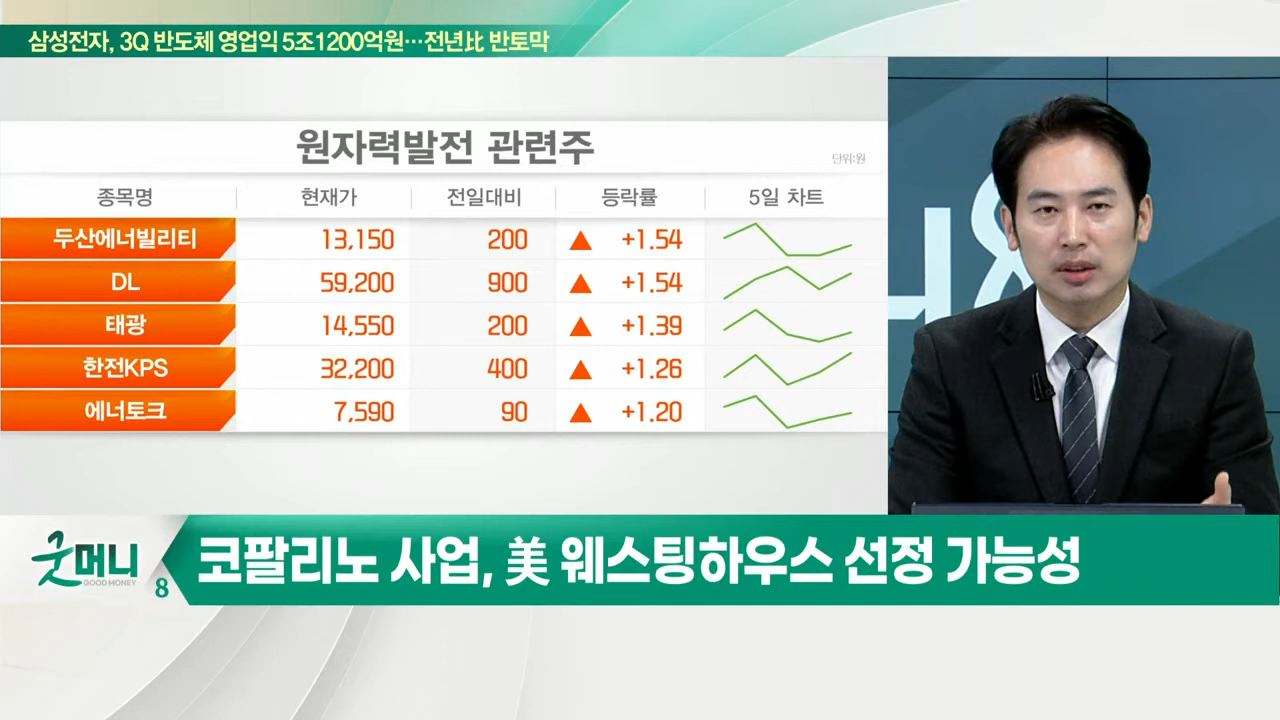 삼성전자, 3Q 반도체 영업익 5조1200억원…전년比 반토막
원자력발전 관련주
단위:원
종목명 현재가 전일대비 등락률 5일 차트
두산에너빌리티 13,150 200 ▲ +1.54
DL 59,200 900 ▲ +1.54
태광 14,550 200 ▲ +1.39
한전KPS 32,200 400 ▲ +1.26
에너토크 7,590 90 ▲ +1.20
굿머니
GOOD MONEY
8
코팔리노 사업, 美 웨스팅하우스 선정 가능성